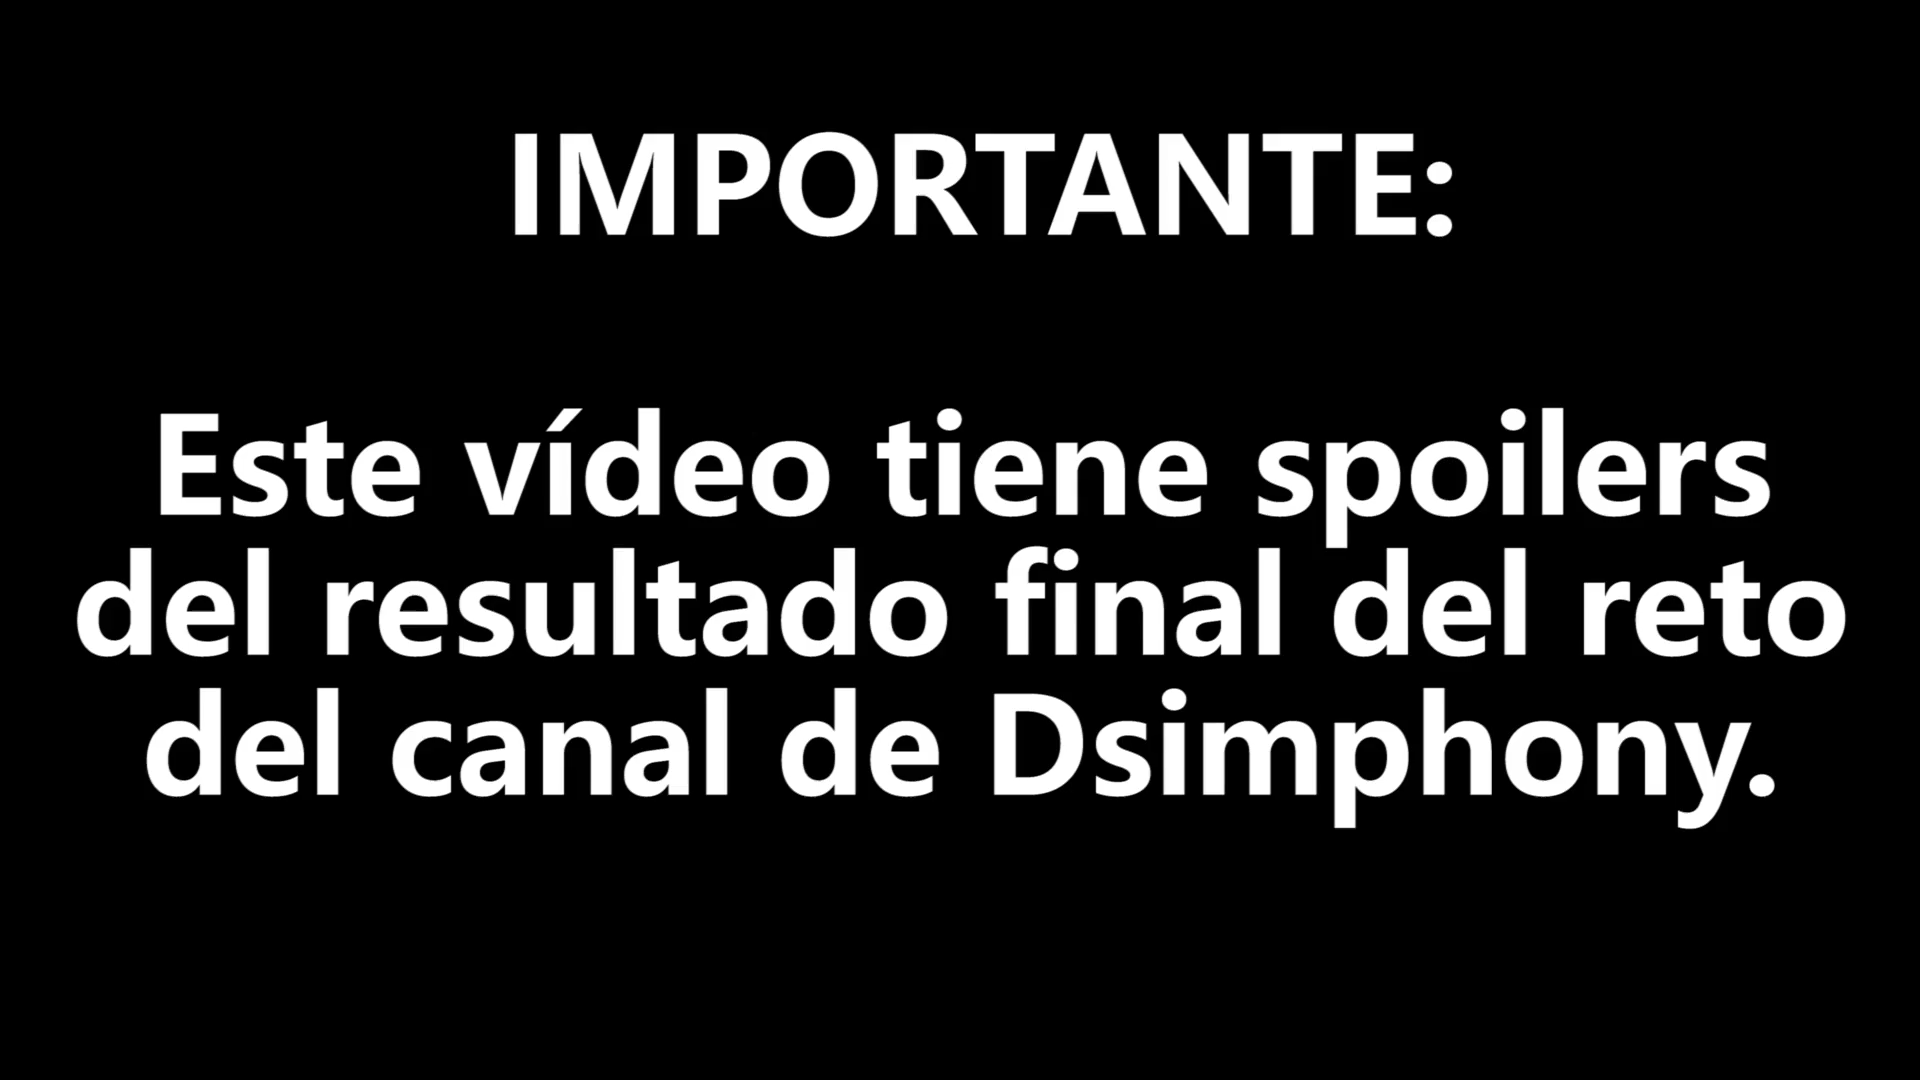 IMPORTANTE:
Este vídeo tiene spoilers
del resultado final del reto
del canal de Dsimphony.